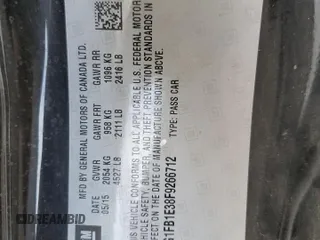 MFD BY GENERAL MOTORS OF CANADA LTD.
DATE GVWR GAWR FRT GAWR RR
05/15 2054 KG 958 KG 1096 KG
4527 LB 2111 LB 2416 LB
THIS VEHICLE CONFORMS TO ALL APPLICABLE U.S. FEDERAL MOTOR
VEHICLE SAFETY, BUMPER, AND THEFT PREVENTION STANDARDS IN
EFFECT ON THE DATE OF MANUFACTURE SHOWN ABOVE.
TYPE: PASS CAR
GM
DREAMBID